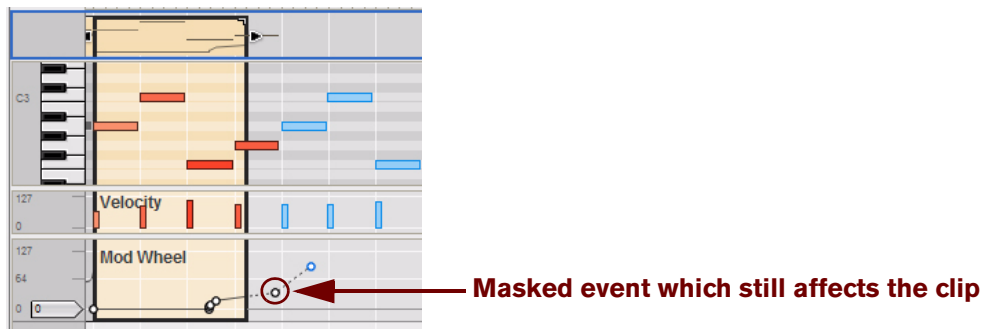 C3
127
Velocity
0
127
Mod Wheel
64
0 0
Masked event which still affects the clip